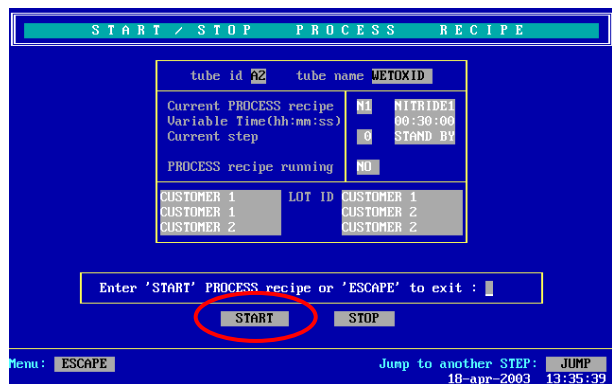 START / STOP PROCESS RECIPE
tube id A2 tube name WETOXID
Current PROCESS recipe N1 NITRIDE1
Variable Time(hh:mm:ss) 00:30:00
Current step 0 STAND BY
PROCESS recipe running NO
CUSTOMER 1 LOT ID CUSTOMER 1
CUSTOMER 1 CUSTOMER 2
CUSTOMER 2 CUSTOMER 2
Enter 'START' PROCESS recipe or 'ESCAPE' to exit :
START STOP
Menu: ESCAPE Jump to another STEP: JUMP
18-apr-2003 13:35:39